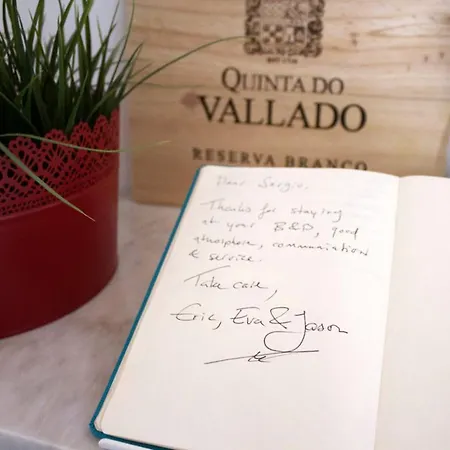 QUINTA DO
VALLADO
RESERVA BRANCO
Dear Sergio,
Thanks for staying
at your B&D, good
atmosphere, communication
& service.
Take care,
Eric, Eva & Jason